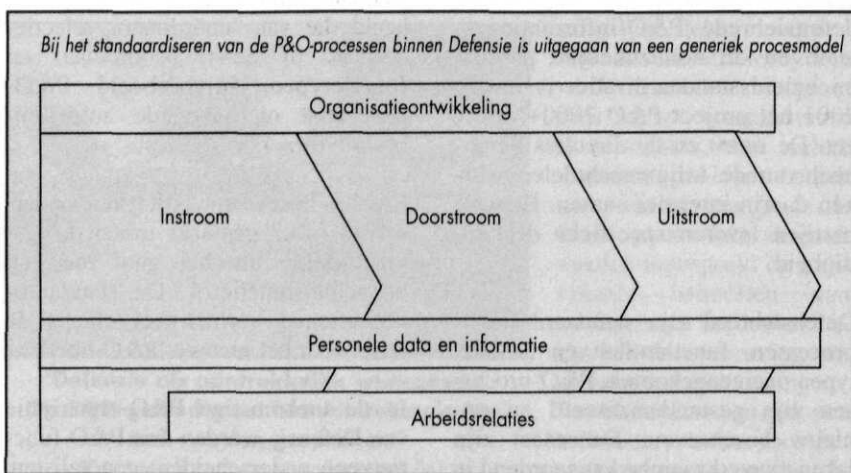 Bij het standaardiseren van de P&O-processen binnen Defensie is uitgegaan van een generiek procesmodel
Organisatieontwikkeling
Instroom
Doorstroom
Uitstroom
Personele data en informatie
Arbeidsrelaties